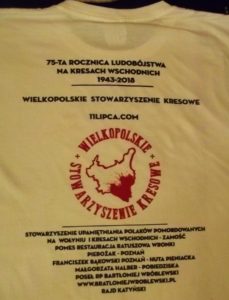 75-TA ROCZNICA LUDOBÓJSTWA
NA KRESACH WSCHODNICH
1943-2018
WIELKOPOLSKIE STOWARZYSZENIE KRESOWE
11LIPCA.COM
WIELKOPOLSKIE
STOWARZYSZENIE KRESOWE
STOWARZYSZENIE UPAMIĘTNIANIA POLAKÓW POMORDOWANYCH
NA WOŁYNIU I KRESACH WSCHODNICH - ZAMOŚĆ
POMES RESTAURACJA RATUSZOWA WRONKI
PIEROŻAK - POZNAŃ
FRANCISZEK BĄKOWSKI POZNAŃ - HUTA PIENIACKA
MAŁGORZATA HALBER - POBIEDZISKA
POSEŁ RP BARTŁOMIEJ WRÓBLEWSKI
WWW.BRATLOMIEJWROBLEWSKI.PL
RAJD KATYŃSKI